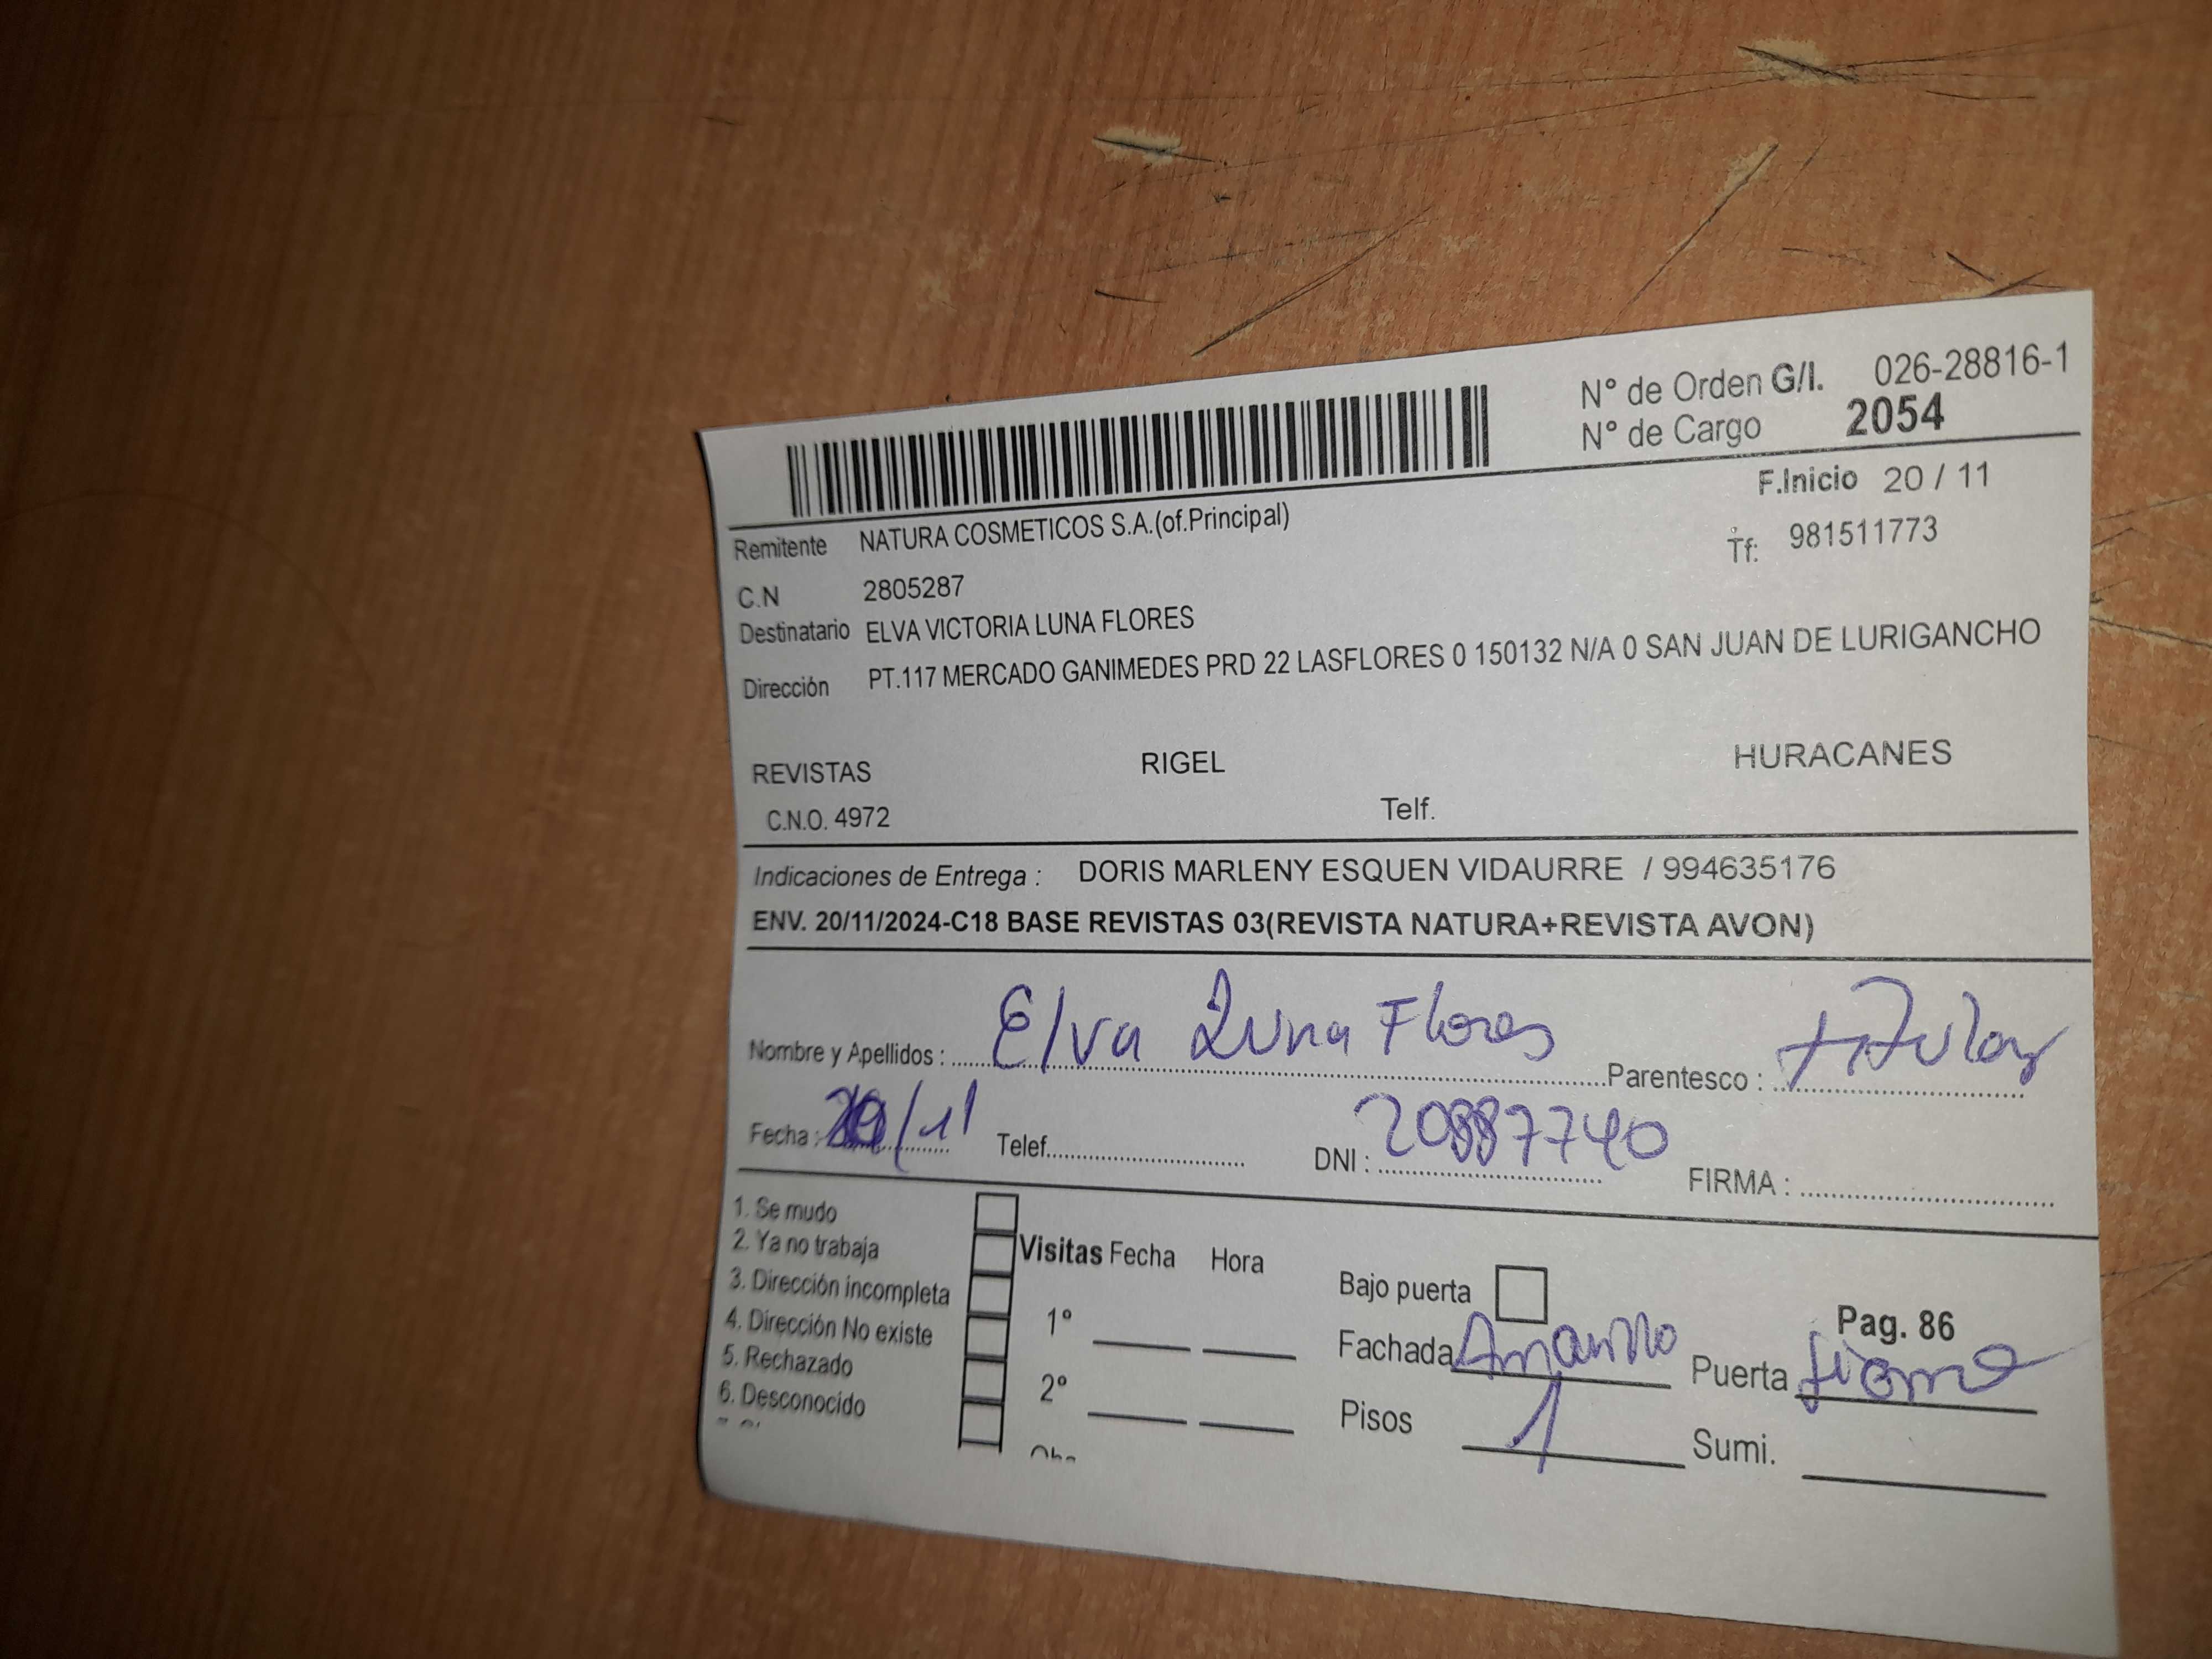 N° de Orden G/I. 026-28816-1
N° de Cargo 2054
F.Inicio 20 / 11
Remitente NATURA COSMETICOS S.A.(of.Principal)
Tf: 981511773
C.N 2805287
Destinatario ELVA VICTORIA LUNA FLORES
Dirección PT.117 MERCADO GANIMEDES PRD 22 LASFLORES 0 150132 N/A 0 SAN JUAN DE LURIGANCHO
REVISTAS RIGEL HURACANES
C.N.O. 4972 Telf.
Indicaciones de Entrega : DORIS MARLENY ESQUEN VIDAURRE / 994635176
ENV. 20/11/2024-C18 BASE REVISTAS 03(REVISTA NATURA+REVISTA AVON)
Nombre y Apellidos : Elva Luna Flores Parentesco : titular
Fecha : /11 Telef. DNI : 20887740 FIRMA :
1. Se mudo
2. Ya no trabaja
3. Dirección incompleta
4. Dirección No existe
5. Rechazado
6. Desconocido
Visitas Fecha Hora
1°
2°
Bajo puerta
Pag. 86
Fachada Amarillo Puerta
Pisos 1 Sumi.